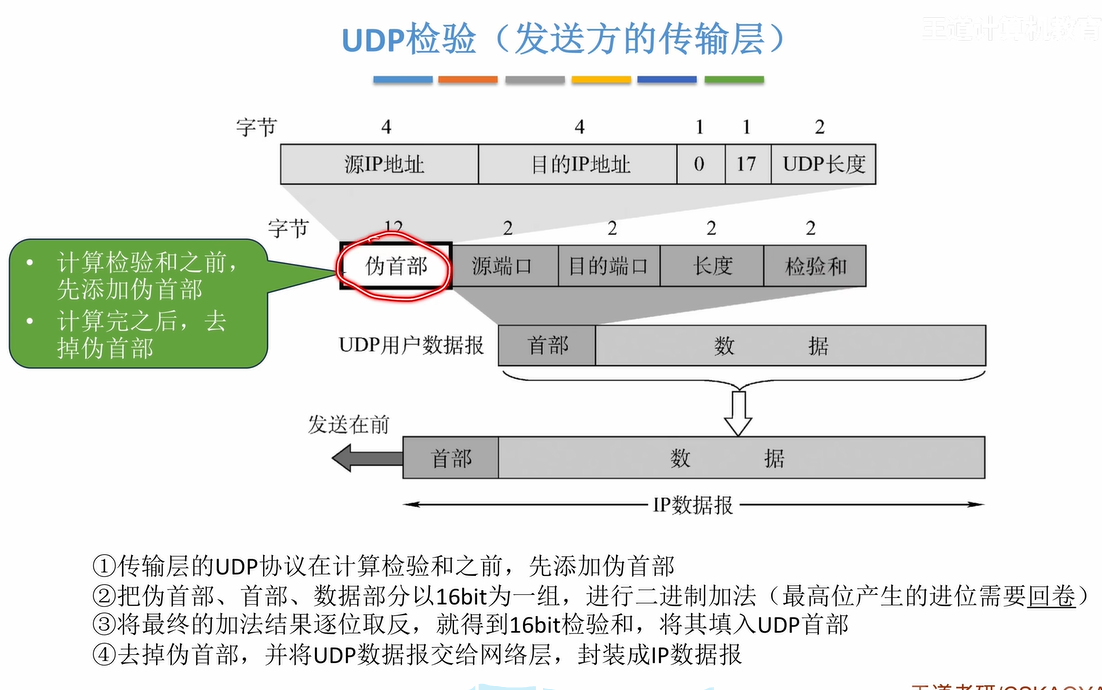 王道计算机教育
UDP检验（发送方的传输层）
字节 4 4 1 1 2
源IP地址 目的IP地址 0 17 UDP长度
字节 12 2 2 2 2
伪首部 源端口 目的端口 长度 检验和
• 计算检验和之前，
先添加伪首部
• 计算完之后，去
掉伪首部
UDP用户数据报 首部 数 据
发送在前
首部 数 据
IP数据报
①传输层的UDP协议在计算检验和之前，先添加伪首部
②把伪首部、首部、数据部分以16bit为一组，进行二进制加法（最高位产生的进位需要回卷）
③将最终的加法结果逐位取反，就得到16bit检验和，将其填入UDP首部
④去掉伪首部，并将UDP数据报交给网络层，封装成IP数据报